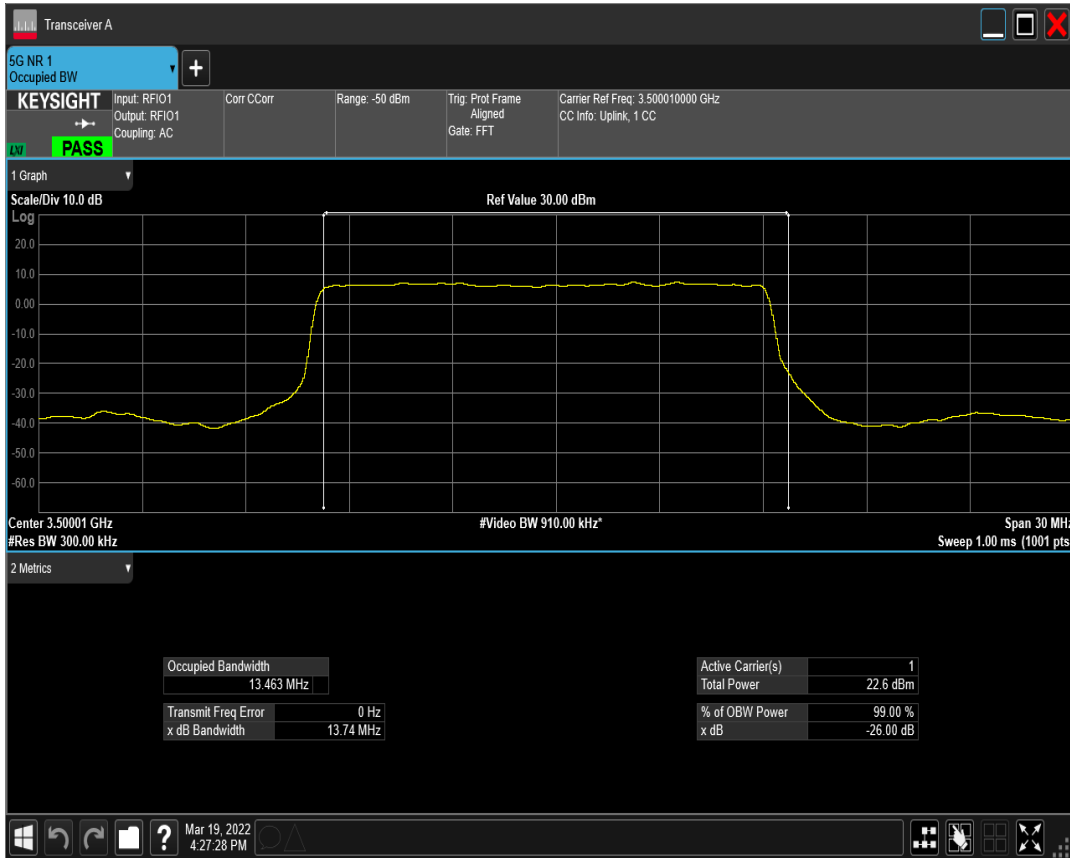 Transceiver A
5G NR 1
Occupied BW
KEYSIGHT
LXI
PASS
Input: RFIO1
Output: RFIO1
Coupling: AC
Corr CCorr
Range: -50 dBm
Trig: Prot Frame
Aligned
Gate: FFT
Carrier Ref Freq: 3.500010000 GHz
CC Info: Uplink, 1 CC
1 Graph
Scale/Div 10.0 dB
Ref Value 30.00 dBm
Log
20.0
10.0
0.00
-10.0
-20.0
-30.0
-40.0
-50.0
-60.0
Center 3.50001 GHz
#Video BW 910.00 kHz*
Span 30 MHz
#Res BW 300.00 kHz
Sweep 1.00 ms (1001 pts
2 Metrics
Occupied Bandwidth
13.463 MHz
Transmit Freq Error 0 Hz
x dB Bandwidth 13.74 MHz
Active Carrier(s) 1
Total Power 22.6 dBm
% of OBW Power 99.00 %
x dB -26.00 dB
?
Mar 19, 2022
4:27:28 PM